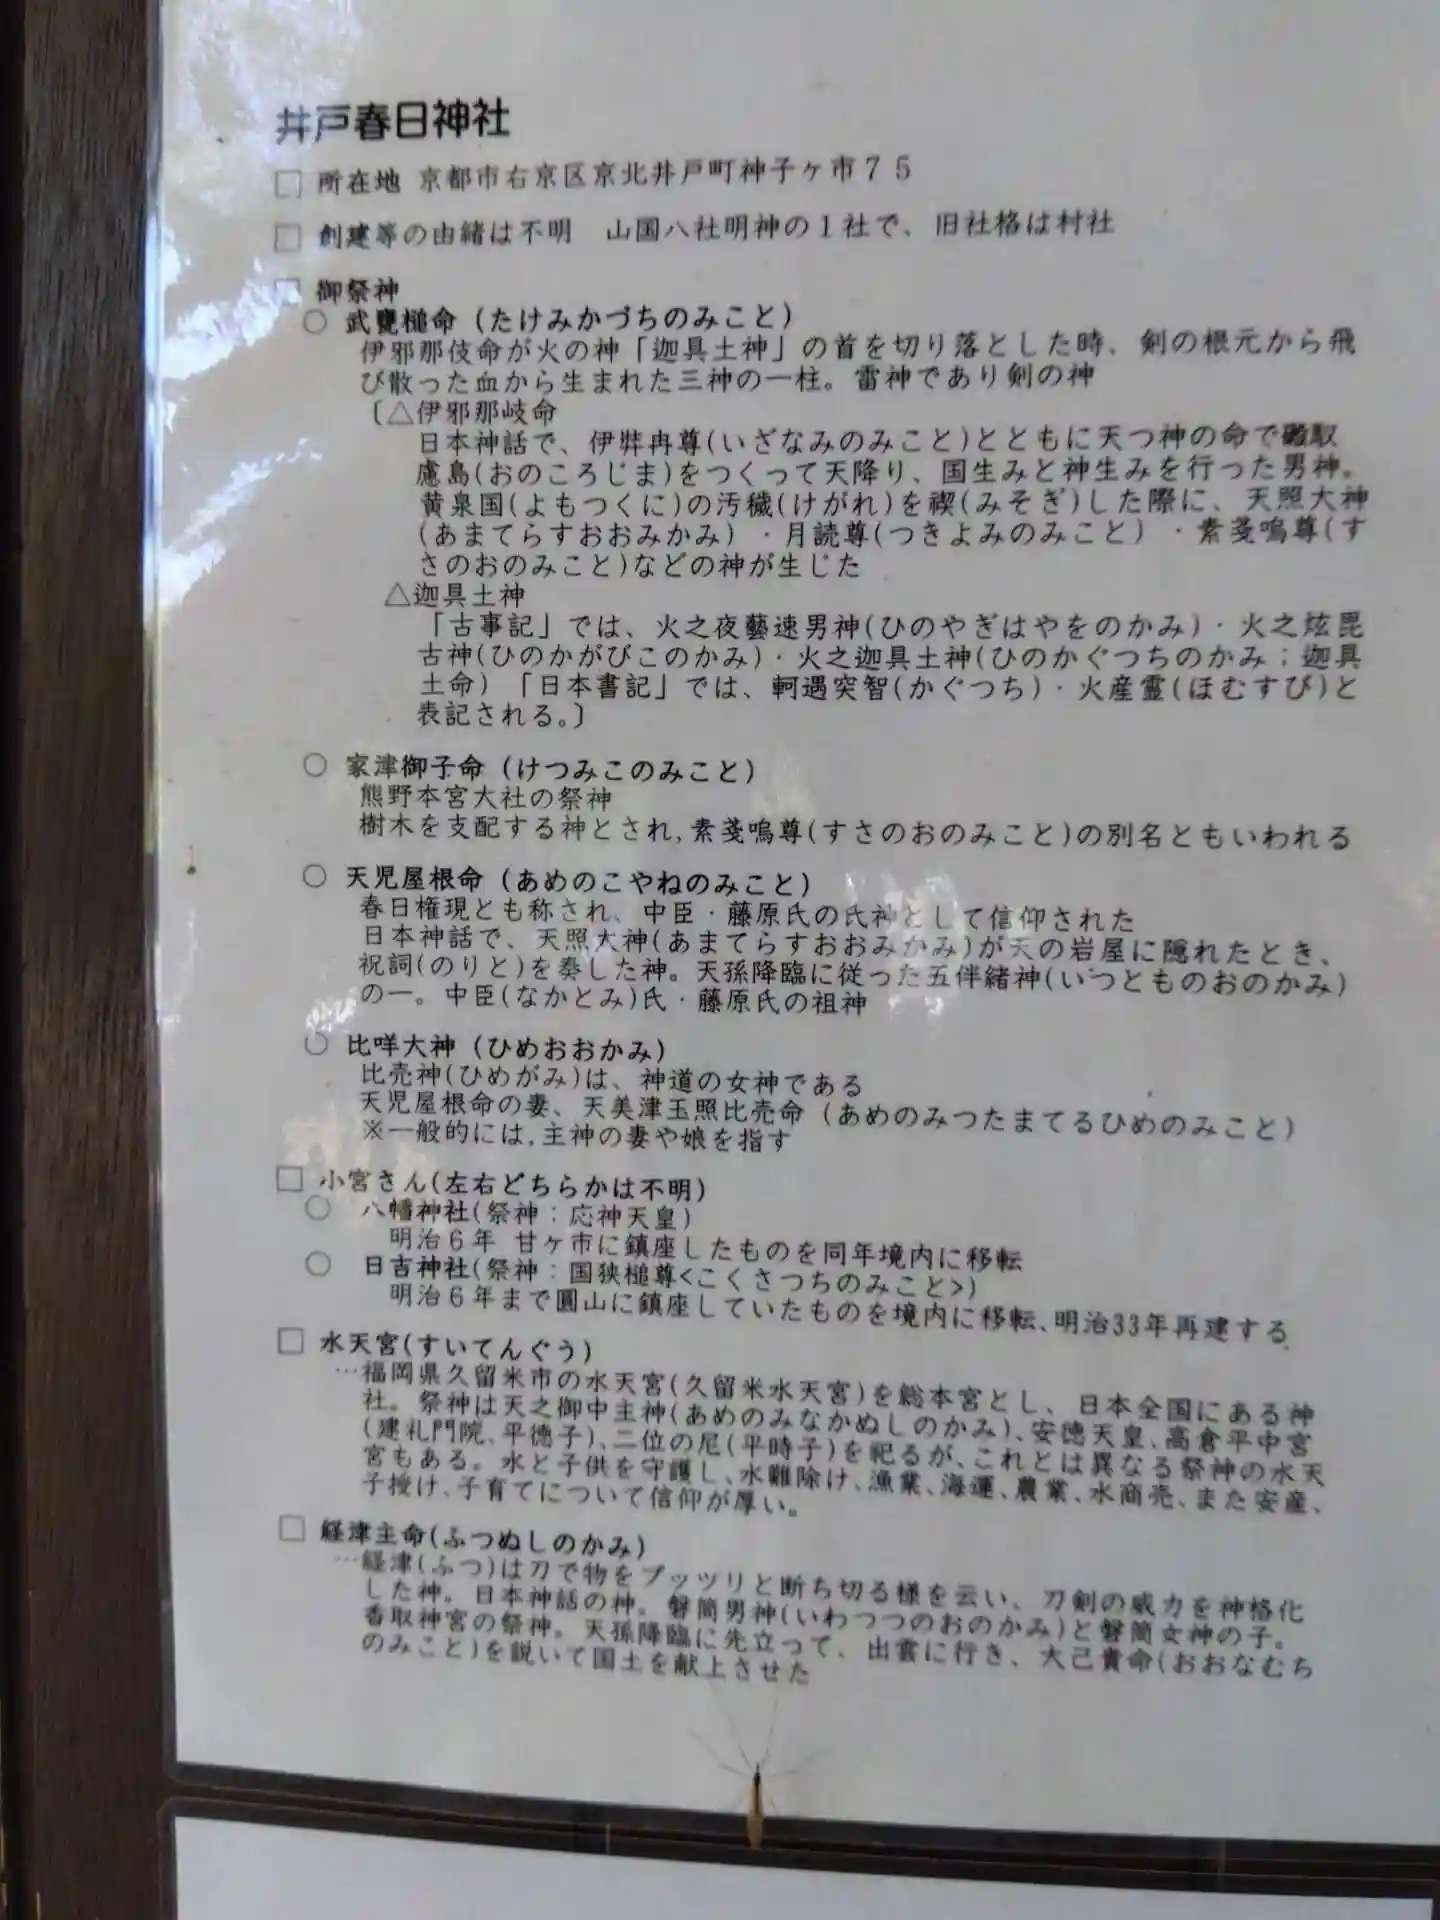 井戸春日神社
□ 所在地 京都市右京区京北井戸町神子ヶ市７５
□ 創建等の由緒は不明　山国八社明神の１社で、旧社格は村社
□ 御祭神
○ 武甕槌命（たけみかづちのみこと）
伊邪那伎命が火の神「迦具土神」の首を切り落とした時、剣の根元から飛
び散った血から生まれた三神の一柱。雷神であり剣の神
〔△伊邪那岐命
日本神話で、伊弉冉尊(いざなみのみこと)とともに天つ神の命で磤馭
慮島(おのころじま)をつくって天降り、国生みと神生みを行った男神。
黄泉国(よもつくに)の汚穢(けがれ)を禊(みそぎ)した際に、天照大神
(あまてらすおおみかみ）・月読尊(つきよみのみこと）・素戔嗚尊(す
さのおのみこと)などの神が生じた
△迦具土神
「古事記」では、火之夜藝速男神(ひのやぎはやをのかみ)・火之炫毘
古神(ひのかがびこのかみ)・火之迦具土神(ひのかぐつちのかみ；迦具
土命）「日本書記」では、軻遇突智(かぐつち)・火産霊(ほむすび)と
表記される。〕
○ 家津御子命（けつみこのみこと）
熊野本宮大社の祭神
樹木を支配する神とされ,素戔嗚尊(すさのおのみこと)の別名ともいわれる
○ 天児屋根命（あめのこやねのみこと）
春日権現とも称され、中臣・藤原氏の氏神として信仰された
日本神話で、天照大神(あまてらすおおみかみ)が天の岩屋に隠れたとき、
祝詞(のりと)を奏した神。天孫降臨に従った五伴緒神(いつとものおのかみ)
の一。中臣(なかとみ)氏・藤原氏の祖神
○ 比咩大神（ひめおおかみ）
比売神(ひめがみ)は、神道の女神である
天児屋根命の妻、天美津玉照比売命（あめのみつたまてるひめのみこと）
※一般的には,主神の妻や娘を指す
□ 小宮さん(左右どちらかは不明)
○ 八幡神社(祭神：応神天皇)
明治６年 甘ヶ市に鎮座したものを同年境内に移転
○ 日吉神社(祭神：国狭槌尊<こくさつちのみこと>)
明治６年まで圓山に鎮座していたものを境内に移転、明治33年再建する
□ 水天宮(すいてんぐう)
…福岡県久留米市の水天宮(久留米水天宮)を総本宮とし、日本全国にある神
社。祭神は天之御中主神(あめのみなかぬしのかみ)、安徳天皇、高倉平中宮
(建礼門院、平徳子)、二位の尼(平時子)を祀るが、これとは異なる祭神の水天
宮もある。水と子供を守護し、水難除け、漁業、海運、農業、水商売、また安産、
子授け、子育てについて信仰が厚い。
□ 経津主命(ふつぬしのかみ)
…経津(ふつ)は刀で物をプッツリと断ち切る様を云い、刀剣の威力を神格化
した神。日本神話の神。磐筒男神(いわつつのおのかみ)と磐筒女神の子。
香取神宮の祭神。天孫降臨に先立って、出雲に行き、大己貴命(おおなむち
のみこと)を説いて国土を献上させた